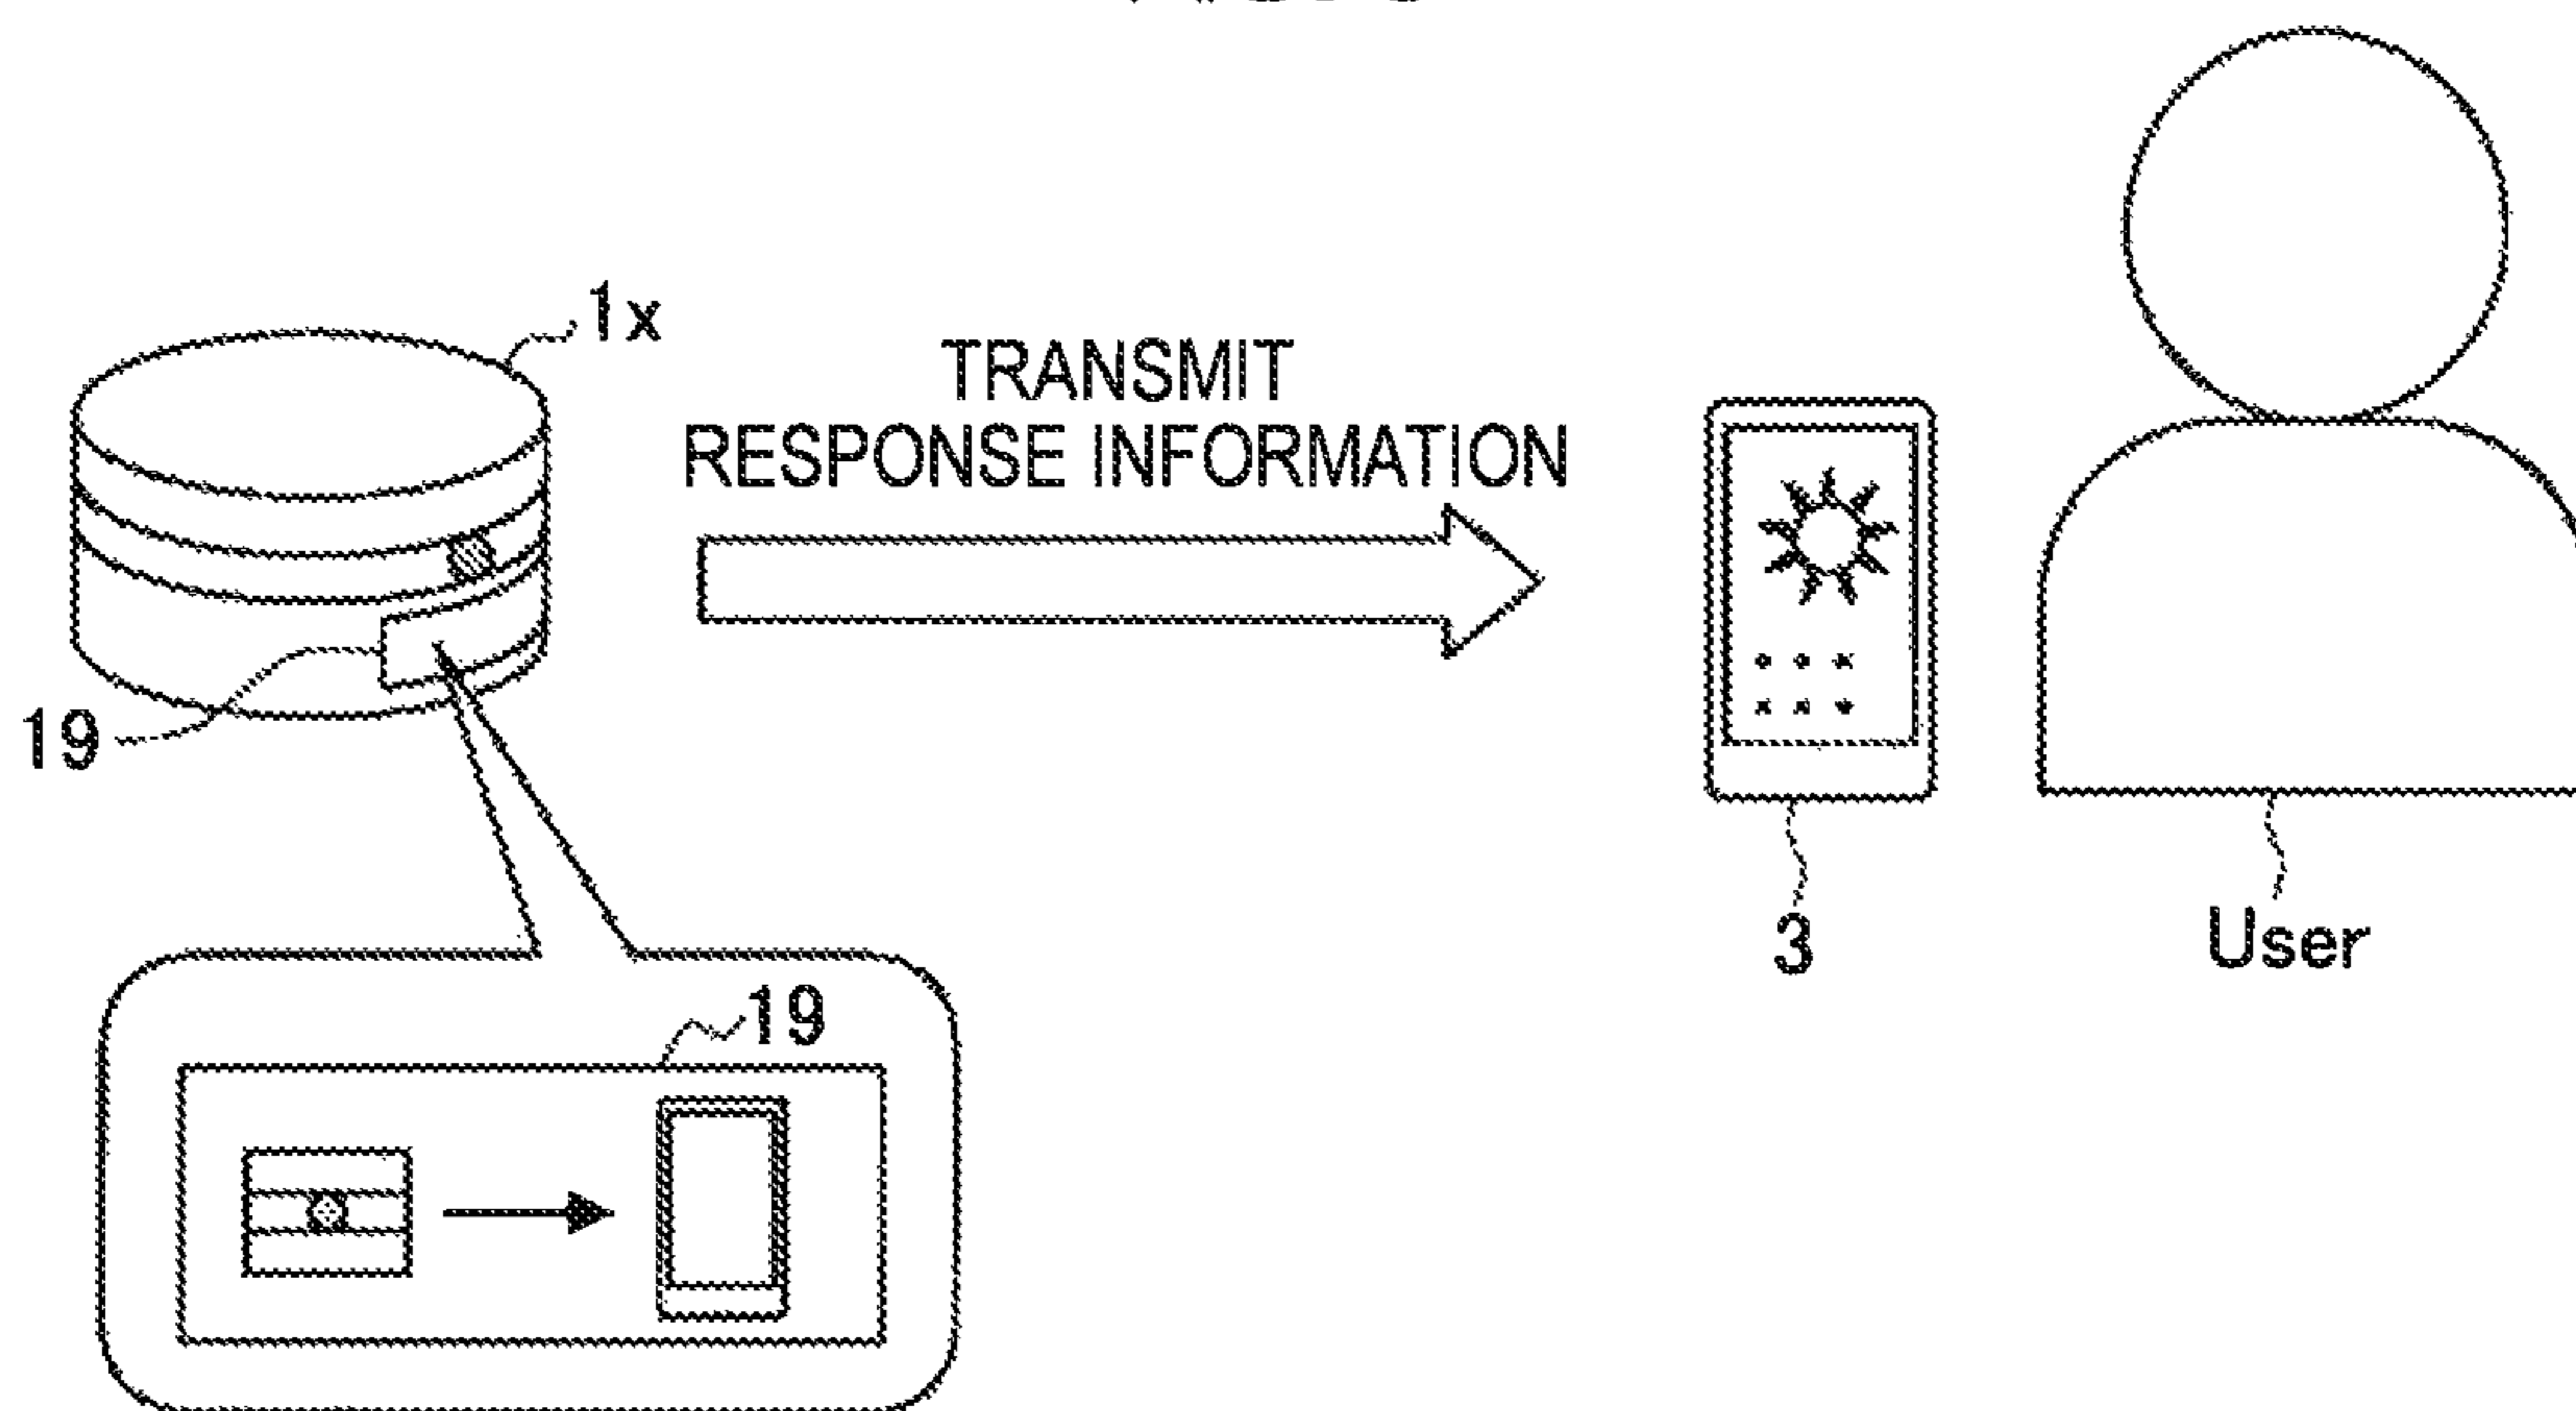 1x
TRANSMIT
RESPONSE INFORMATION
19
3
User
19